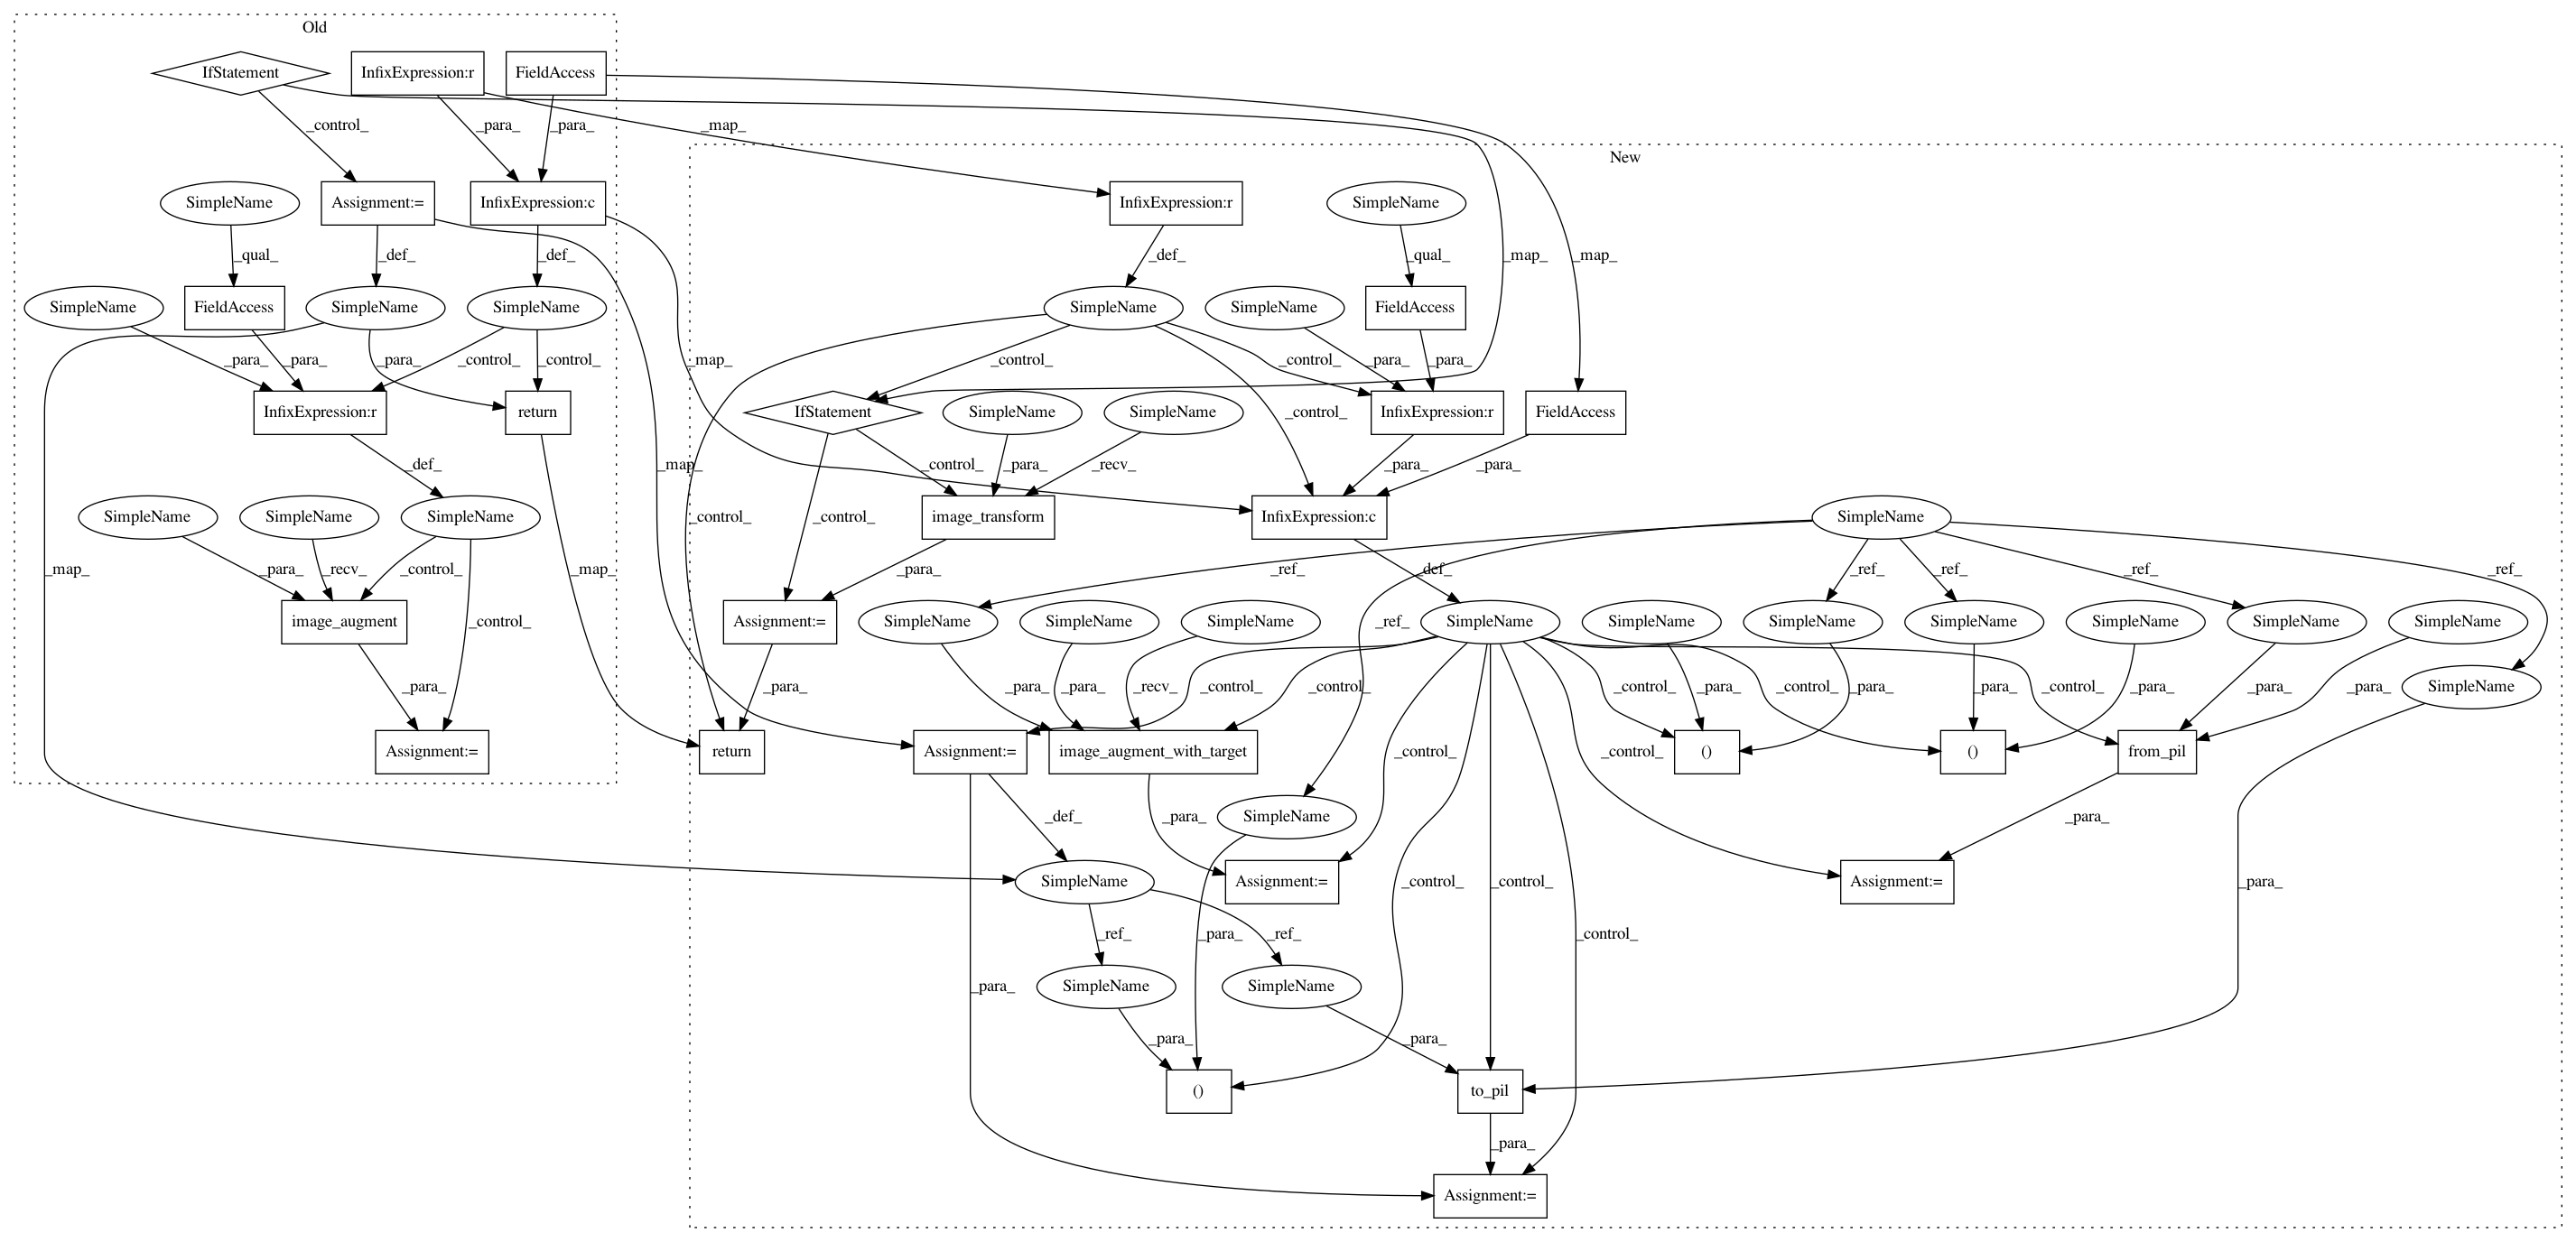 Old
IfStatement
InfixExpression:r
FieldAccess
_control_
_para_
_para_
_map_
New
SimpleName
Assignment:=
InfixExpression:c
InfixExpression:r
SimpleName
_qual_
_def_
_def_
_def_
_qual_
_map_
_map_
SimpleName
FieldAccess
SimpleName
SimpleName
SimpleName
SimpleName
FieldAccess
_para_
_para_
_para_
_control_
_control_
_map_
_control_
_control_
_para_
_para_
InfixExpression:r
return
IfStatement
SimpleName
SimpleName
InfixExpression:r
FieldAccess
_control_
_def_
_map_
_control_
_para_
_recv_
_para_
_para_
SimpleName
SimpleName
SimpleName
_control_
_control_
image_transform
InfixExpression:c
SimpleName
_map_
_para_
_recv_
_control_
_map_
_para_
_ref_
_def_
_ref_
_ref_
_ref_
_ref_
image_augment
_control_
Assignment:=
SimpleName
SimpleName
SimpleName
_ref_
SimpleName
SimpleName
SimpleName
SimpleName
SimpleName
SimpleName
SimpleName
_para_
_para_
_control_
_para_
_para_
_recv_
_control_
_control_
_para_
_para_
_control_
_para_
_control_
_para_
_para_
SimpleName
Assignment:=
return
Assignment:=
image_augment_with_target
_control_
()
_control_
()
from_pil
_def_
_para_
SimpleName
_para_
SimpleName
Assignment:=
_control_
_control_
Assignment:=
_para_
_ref_
_ref_
_para_
_control_
_para_
SimpleName
SimpleName
_para_
_para_
()
to_pil
_para_
Assignment:=